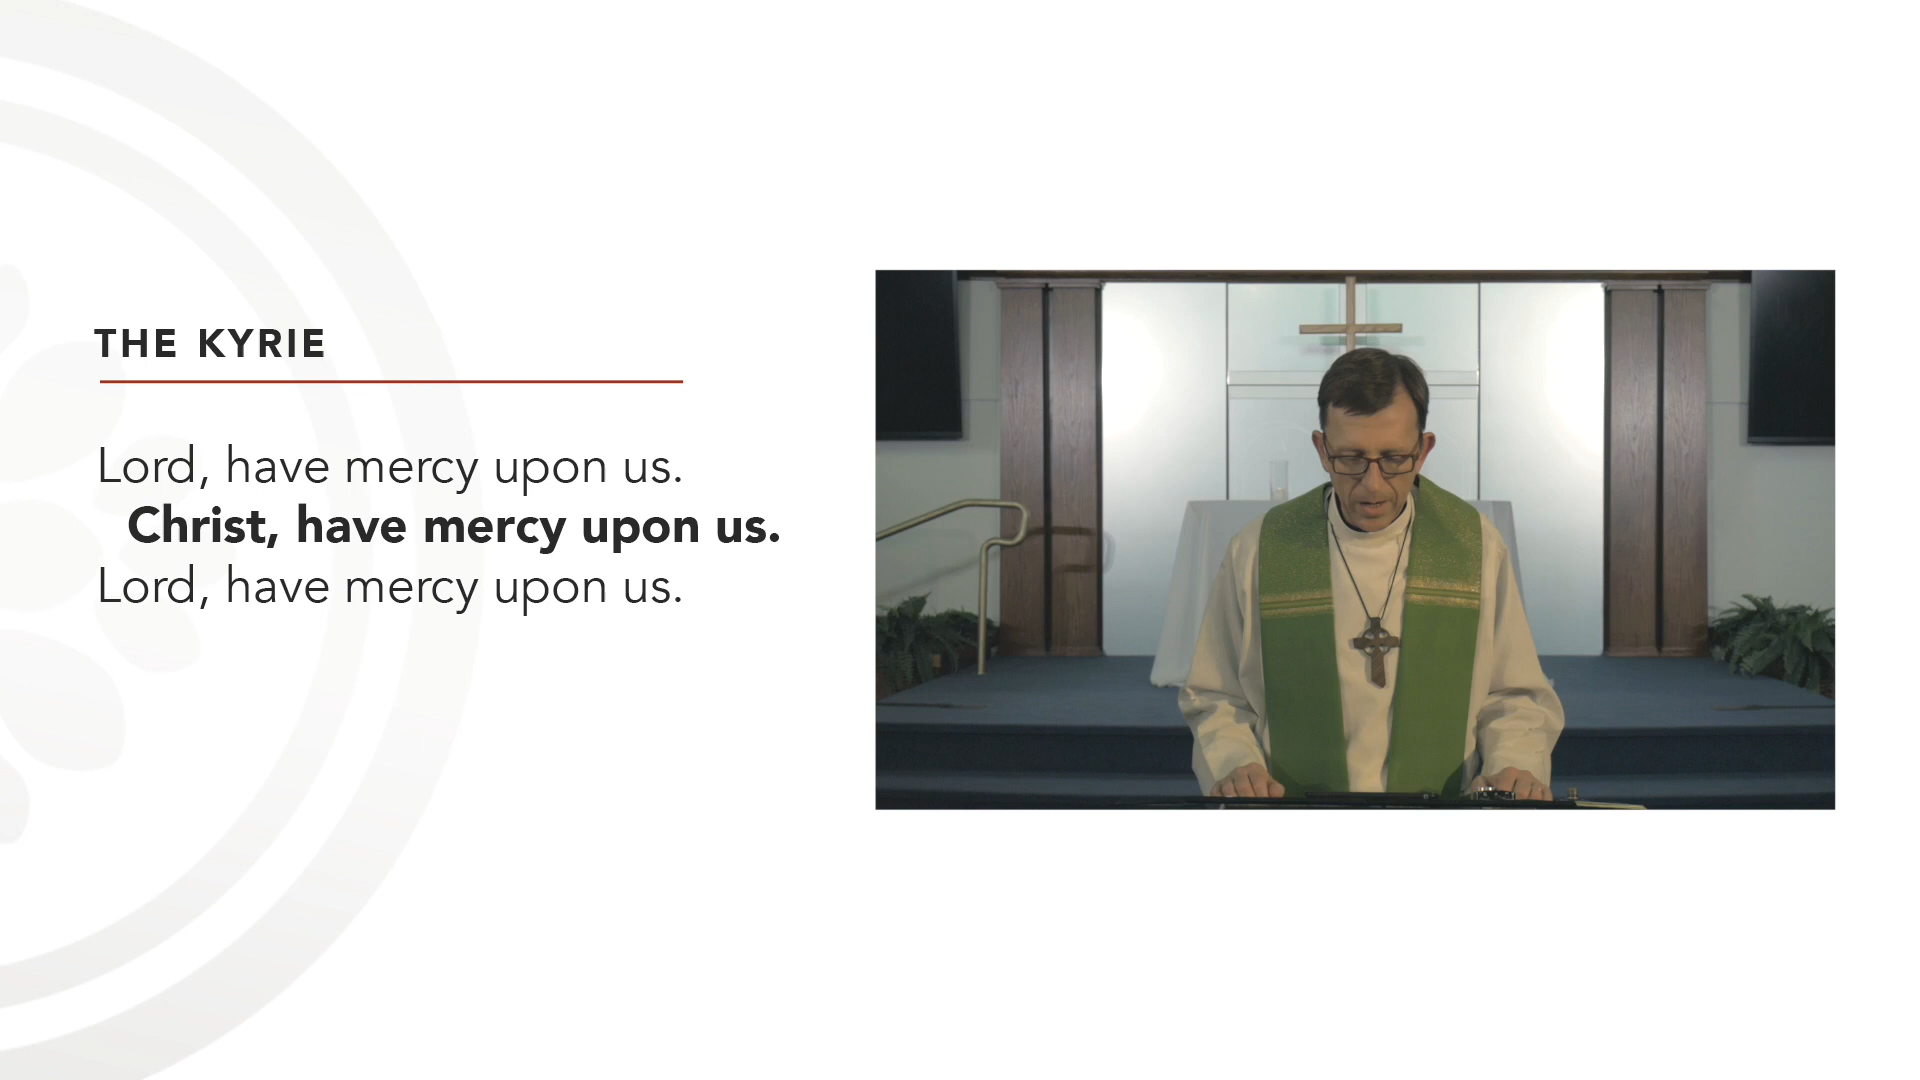 THE KYRIE
Lord, have mercy upon us.
Christ, have mercy upon us.
Lord, have mercy upon us.